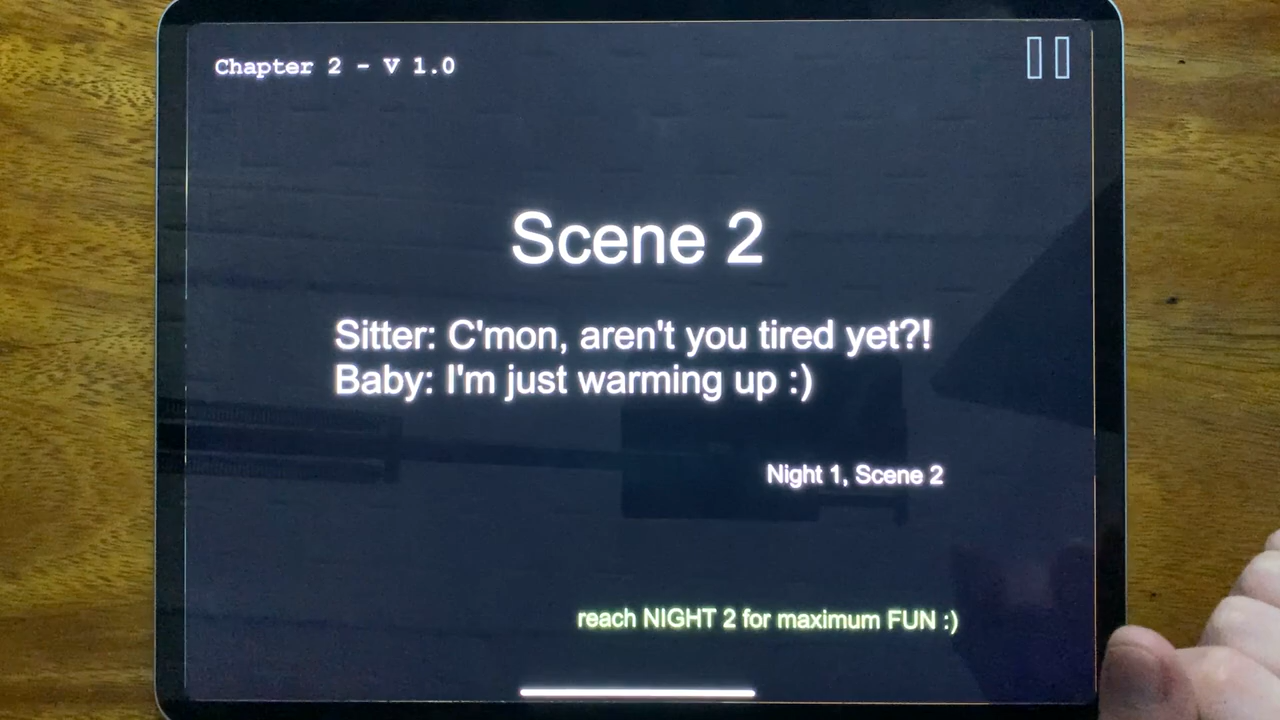 Chapter 2 - V 1.0
Scene 2
Sitter: C'mon, aren't you tired yet?!
Baby: I'm just warming up :)
Night 1, Scene 2
reach NIGHT 2 for maximum FUN :)